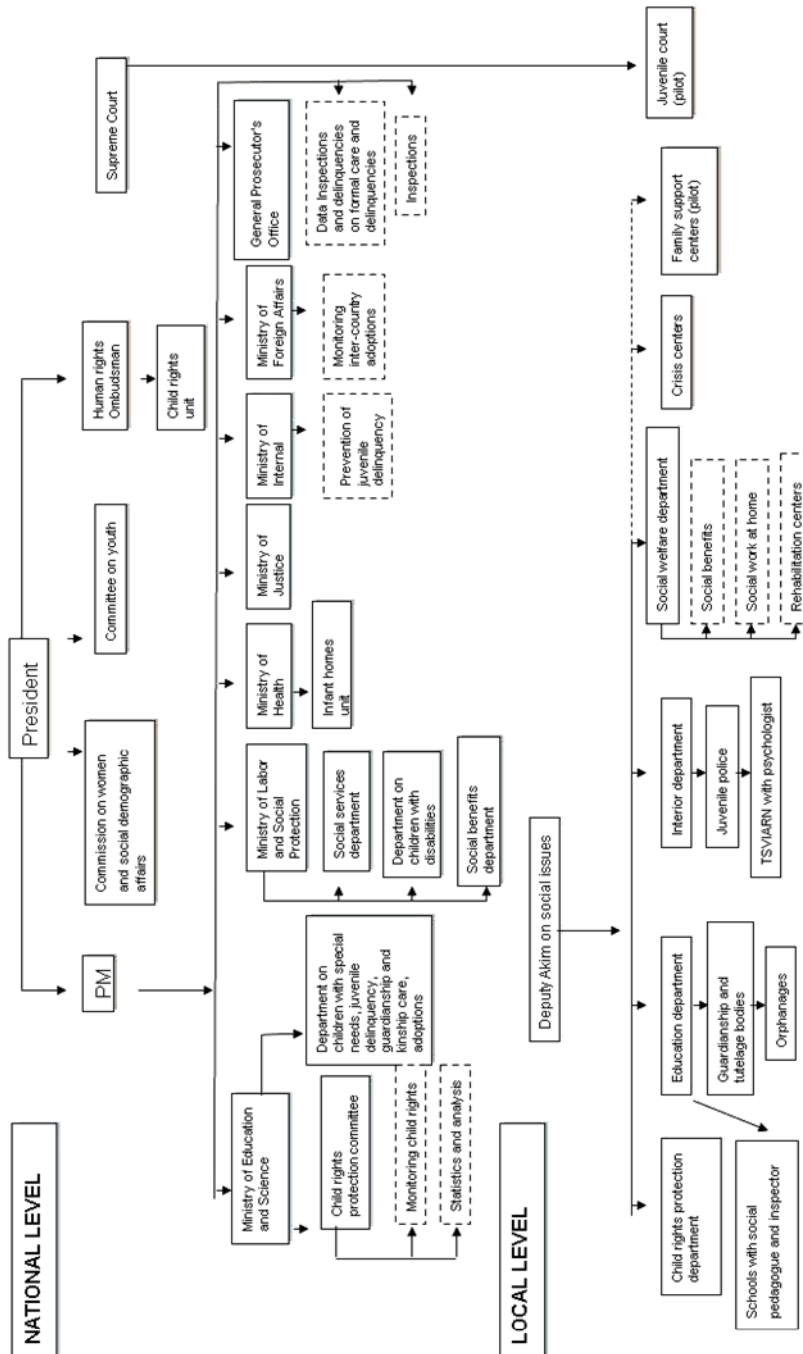 NATIONAL LEVEL
President
PM
Commission on women
and social demographic
affairs
Committee on youth
Human rights
Ombudsman
Child rights
unit
Supreme Court
Ministry of Education
and Science
Child rights
protection committee
Monitoring child rights
Statistics and analysis
Department on
children with special
needs, juvenile
delinquency,
guardianship and
kinship care,
adoptions
Ministry of Labor
and Social
Protection
Social services
department
Department on
children with
disabilities
Social benefits
department
Ministry of
Health
Infant homes
unit
Ministry of
Justice
Ministry of
Internal
Prevention of
juvenile
delinquency
Ministry of
Foreign Affairs
Monitoring
inter-country
adoptions
General Prosecutor's
Office
Data Inspections
and delinquencies
on formal care and
delinquencies
Inspections
LOCAL LEVEL
Deputy Akim on social issues
Child rights protection
department
Schools with social
pedagogue and inspector
Education department
Guardianship and
tutelage bodies
Orphanages
Interior department
Juvenile police
TSVIARN with psychologist
Social welfare department
Social benefits
Social work at home
Rehabilitation centers
Crisis centers
Family support
centers (pilot)
Juvenile court
(pilot)